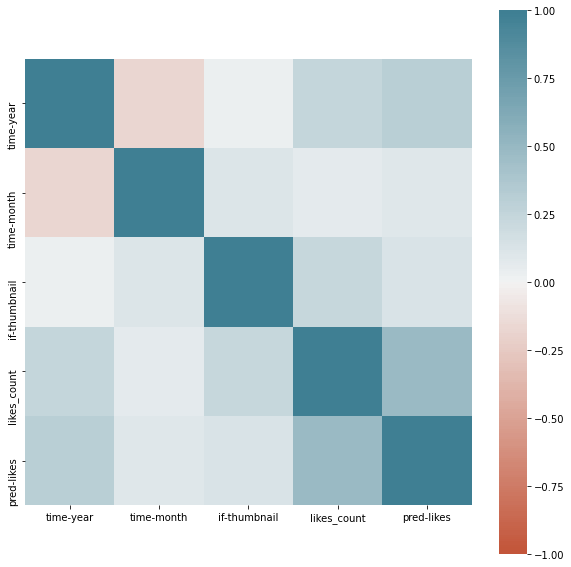 time-year
time-month
if-thumbnail
likes_count
pred-likes
time-year time-month if-thumbnail likes_count pred-likes
1.00
0.75
0.50
0.25
0.00
−0.25
−0.50
−0.75
−1.00